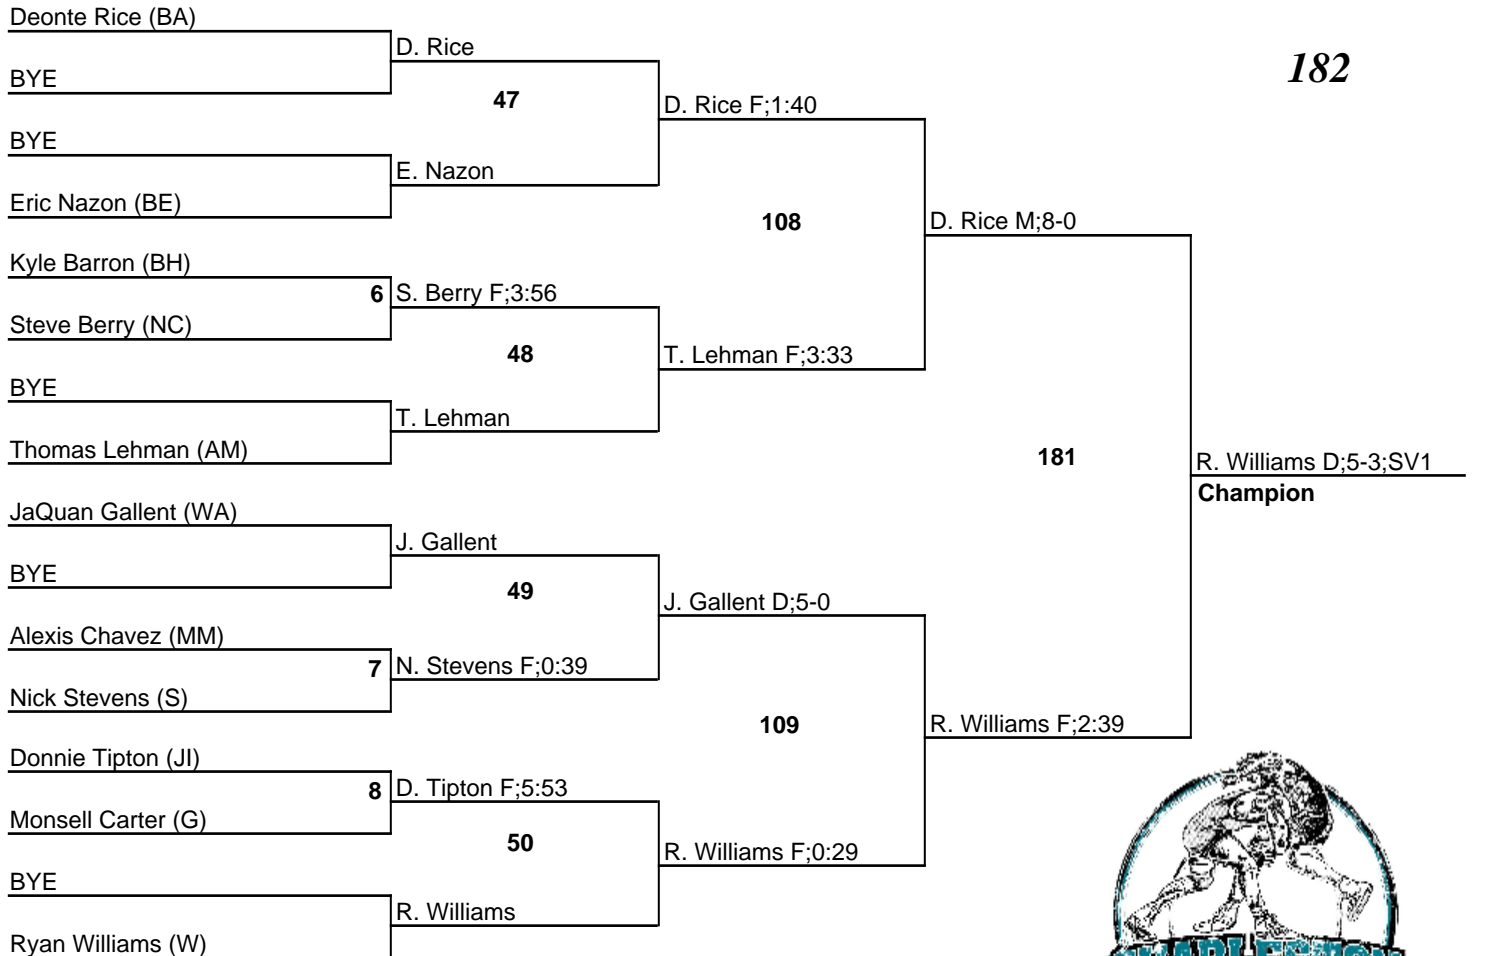 Deonte Rice (BA)
BYE
BYE
Eric Nazon (BE)
Kyle Barron (BH)
Steve Berry (NC)
BYE
Thomas Lehman (AM)
JaQuan Gallent (WA)
BYE
Alexis Chavez (MM)
Nick Stevens (S)
Donnie Tipton (JI)
Monsell Carter (G)
BYE
Ryan Williams (W)
D. Rice
47
E. Nazon
6 S. Berry F;3:56
48
T. Lehman
J. Gallent
49
7 N. Stevens F;0:39
8 D. Tipton F;5:53
50
R. Williams
D. Rice F;1:40
108
T. Lehman F;3:33
J. Gallent D;5-0
109
R. Williams F;0:29
D. Rice M;8-0
181
R. Williams F;2:39
R. Williams D;5-3;SV1
Champion
182
CHARLESTON